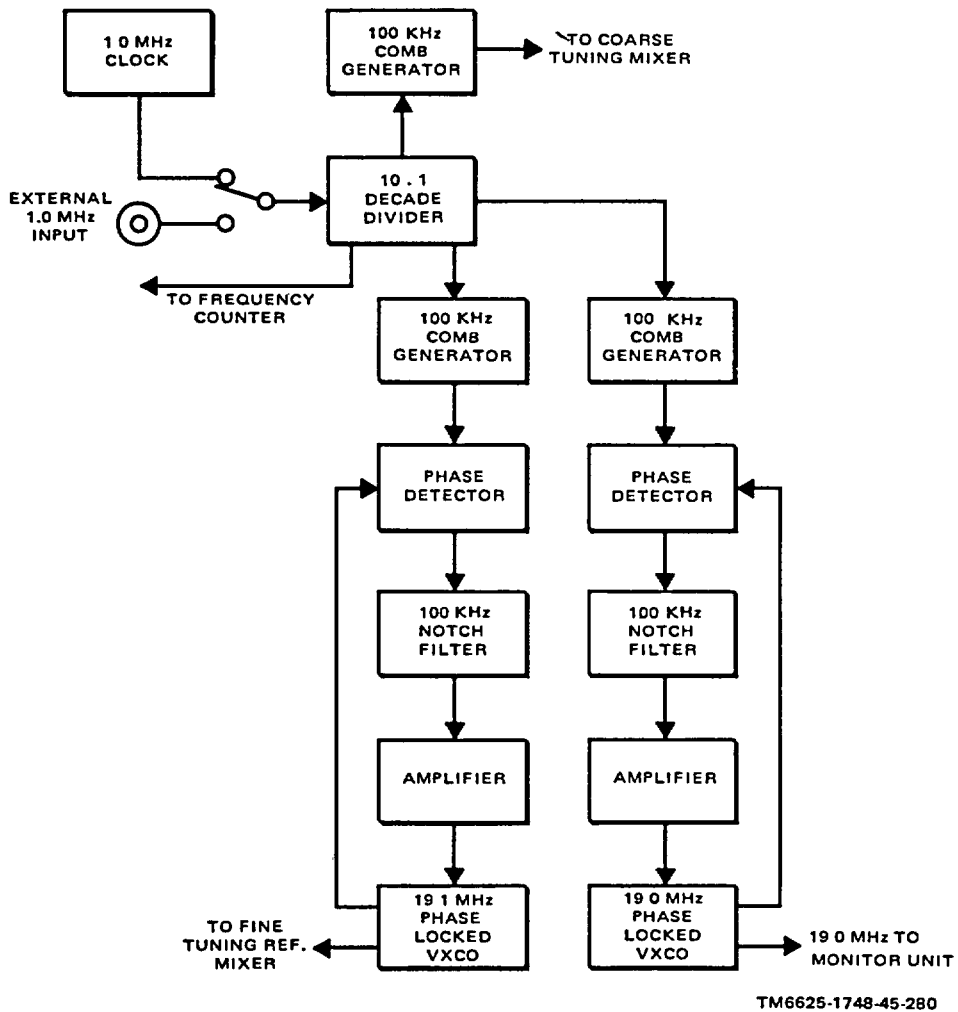 1 0 MHz
CLOCK
100 KHz
COMB
GENERATOR
TO COARSE
TUNING MIXER
EXTERNAL
1.0 MHz
INPUT
10 . 1
DECADE
DIVIDER
TO FREQUENCY
COUNTER
100 KHz
COMB
GENERATOR
100 KHz
COMB
GENERATOR
PHASE
DETECTOR
PHASE
DETECTOR
100 KHz
NOTCH
FILTER
100 KHz
NOTCH
FILTER
AMPLIFIER
AMPLIFIER
19 1 MHz
PHASE
LOCKED
VXCO
19 0 MHz
PHASE
LOCKED
VXCO
TO FINE
TUNING REF.
MIXER
19 0 MHz TO
MONITOR UNIT
TM6625-1748-45-280